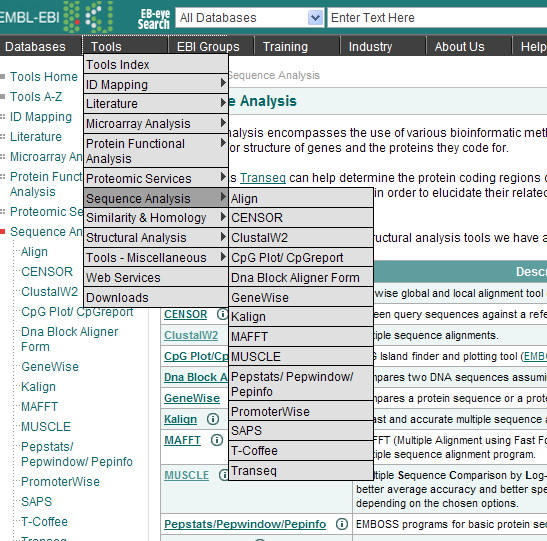 EMBL-EBI
EB-eye
Search
All Databases
Enter Text Here
Databases
Tools
EBI Groups
Training
Industry
About Us
Help
Tools Index
ID Mapping
Literature
Microarray Analysis
Protein Functional
Analysis
Proteomic Services
Sequence Analysis
Similarity & Homology
Structural Analysis
Tools - Miscellaneous
Web Services
Downloads
Align
CENSOR
ClustalW2
CpG Plot/ CpGreport
Dna Block Aligner Form
GeneWise
Kalign
MAFFT
MUSCLE
Pepstats/ Pepwindow/
Pepinfo
PromoterWise
SAPS
T-Coffee
Transeq
Tools Home
Tools A-Z
ID Mapping
Literature
Microarray An
Protein Funct
Analysis
Proteomic Se
Sequence An
Align
CENSOR
ClustalW2
CpG Plot/ CpGreport
Dna Block Aligner
Form
GeneWise
Kalign
MAFFT
MUSCLE
Pepstats/
Pepwindow/ Pepinfo
PromoterWise
SAPS
T-Coffee
Transeq
Sequence Analysis
e Analysis
nalysis encompasses the use of various bioinformatic met
or structure of genes and the proteins they code for.
s Transeq can help determine the protein coding regions o
in order to elucidate their relate
ructural analysis tools we have a
Descr
wise global and local alignment tool
CENSOR
een query sequences against a refe
ClustalW2
tiple sequence alignments.
CpG Plot/Cp
G Island finder and plotting tool (EMBO
Dna Block A
mpares two DNA sequences assumi
GeneWise
mpares a protein sequence or a prote
Kalign
ast and accurate multiple sequence a
MAFFT
FFT (Multiple Alignment using Fast Fo
tiple sequence alignment program.
MUSCLE
ltiple Sequence Comparison by Log-
better average accuracy and better spe
depending on the chosen options.
Pepstats/Pepwindow/Pepinfo
EMBOSS programs for basic protein sec